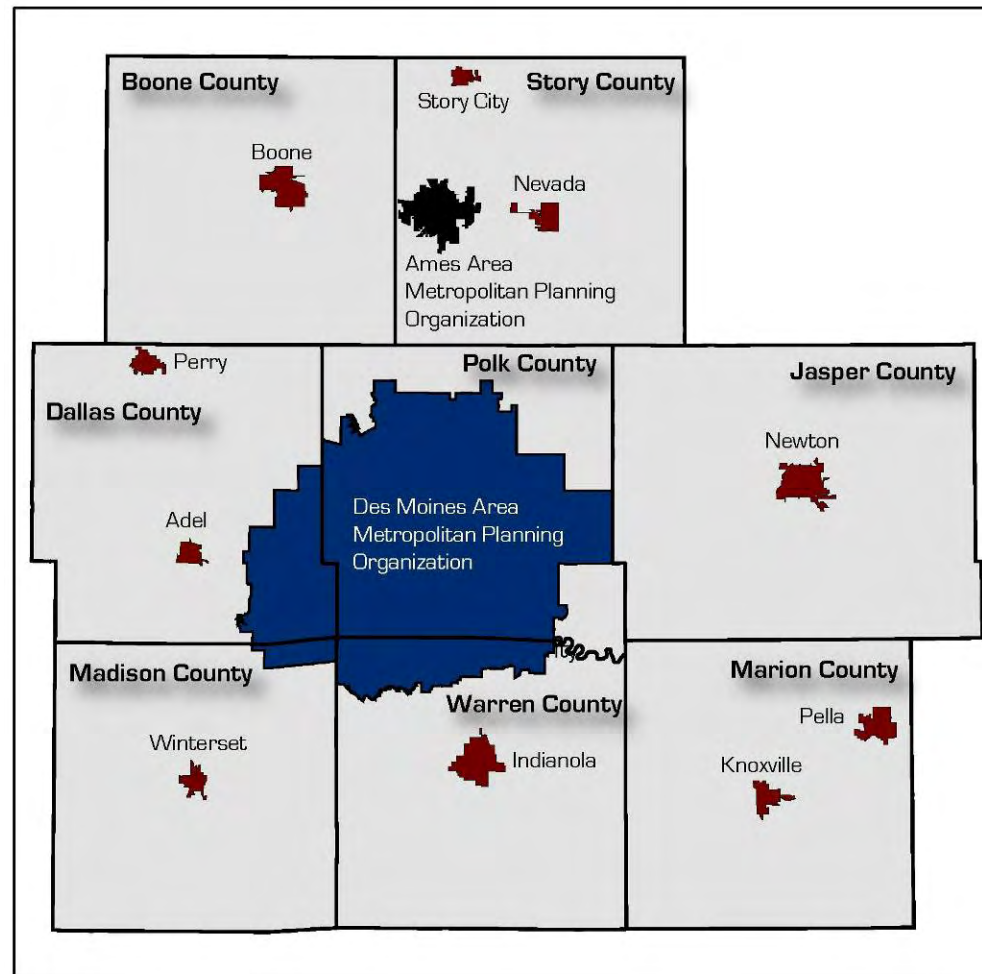 Boone County
Story County
Story City
Boone
Nevada
Ames Area
Metropolitan Planning
Organization
Perry
Polk County
Jasper County
Dallas County
Newton
Des Moines Area
Metropolitan Planning
Organization
Adel
Madison County
Marion County
Warren County
Pella
Winterset
Indianola
Knoxville